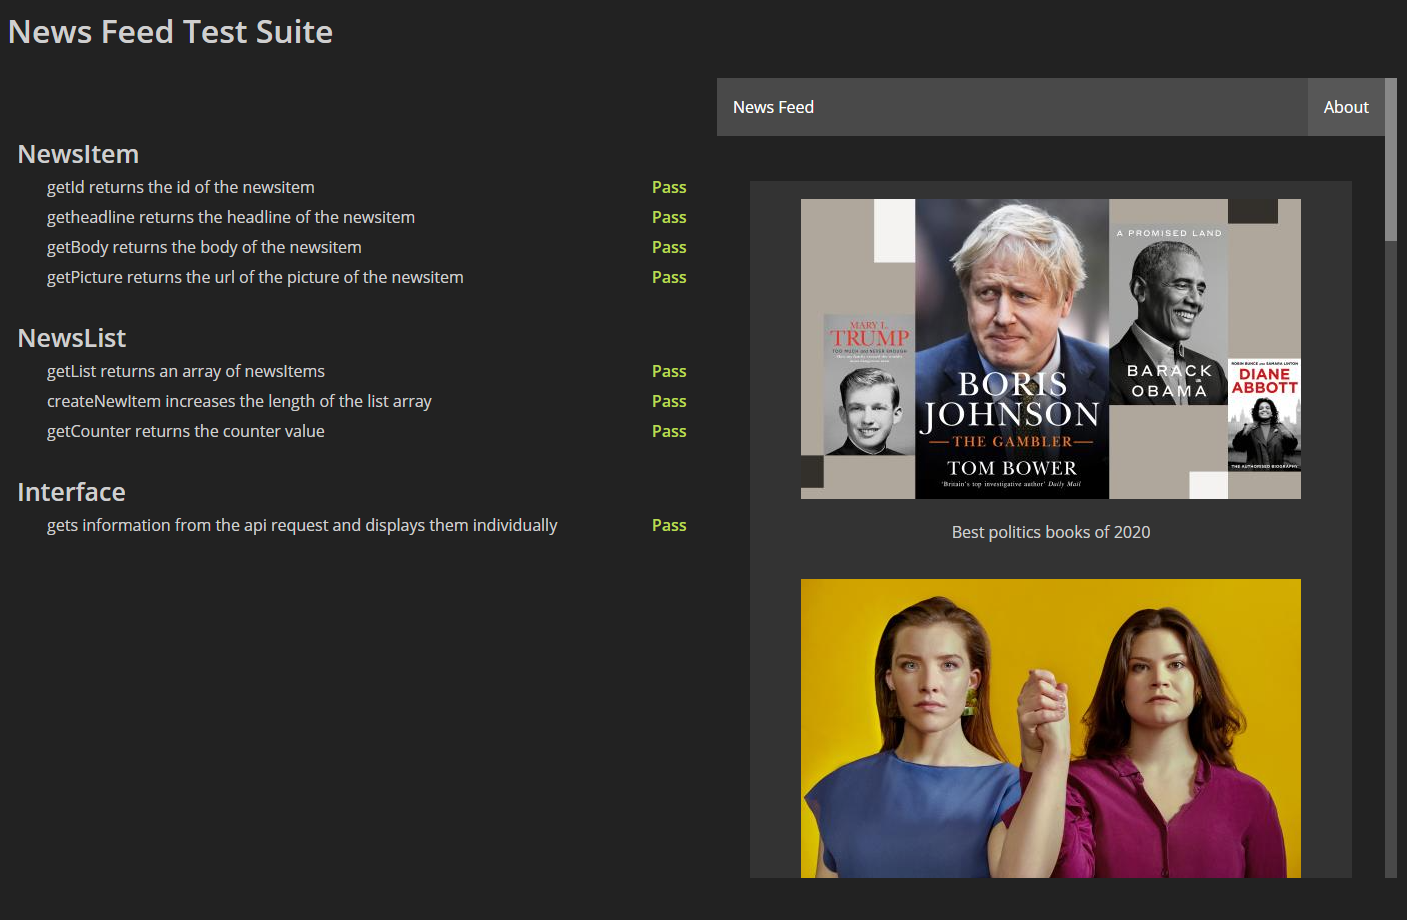 News Feed Test Suite
NewsItem
getId returns the id of the newsitem Pass
getheadline returns the headline of the newsitem Pass
getBody returns the body of the newsitem Pass
getPicture returns the url of the picture of the newsitem Pass
NewsList
getList returns an array of newsItems Pass
createNewItem increases the length of the list array Pass
getCounter returns the counter value Pass
Interface
gets information from the api request and displays them individually Pass
News Feed About
MARY L.
TRUMP
TOO MUCH and NEVER ENOUGH
BORIS
JOHNSON
THE GAMBLER
TOM BOWER
'Britain's top investigative author' Daily Mail
A PROMISED LAND
BARACK
OBAMA
ROBIN BUNCE AND SAMARA LINTON
DIANE
ABBOTT
THE AUTHORISED BIOGRAPHY
Best politics books of 2020